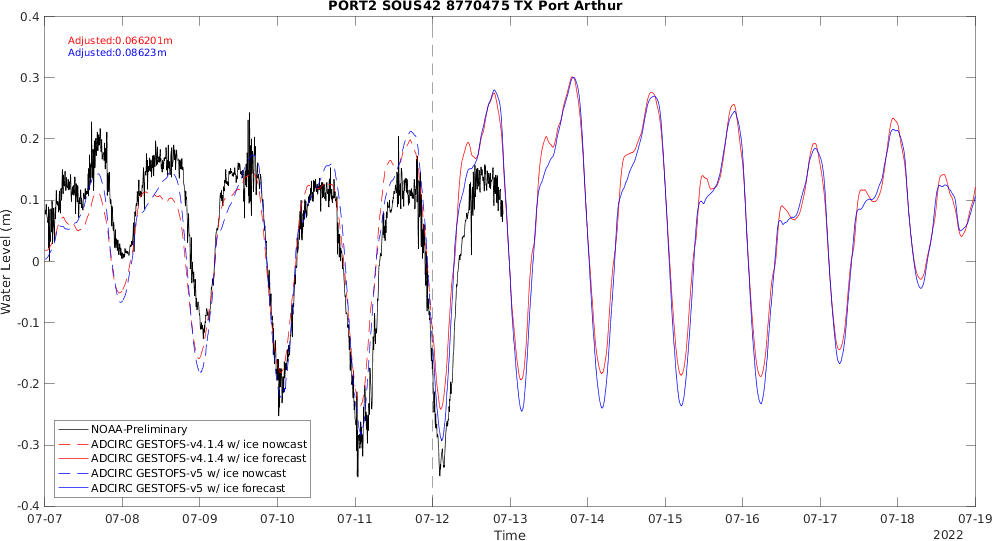 PORT2 SOUS42 8770475 TX Port Arthur
0.4
Adjusted:0.066201m
Adjusted:0.08623m
0.3
0.2
0.1
0
-0.1
-0.2
-0.3
-0.4
Water Level (m)
NOAA-Preliminary
ADCIRC GESTOFS-v4.1.4 w/ ice nowcast
ADCIRC GESTOFS-v4.1.4 w/ ice forecast
ADCIRC GESTOFS-v5 w/ ice nowcast
ADCIRC GESTOFS-v5 w/ ice forecast
07-07 07-08 07-09 07-10 07-11 07-12 07-13 07-14 07-15 07-16 07-17 07-18 07-19
Time
2022